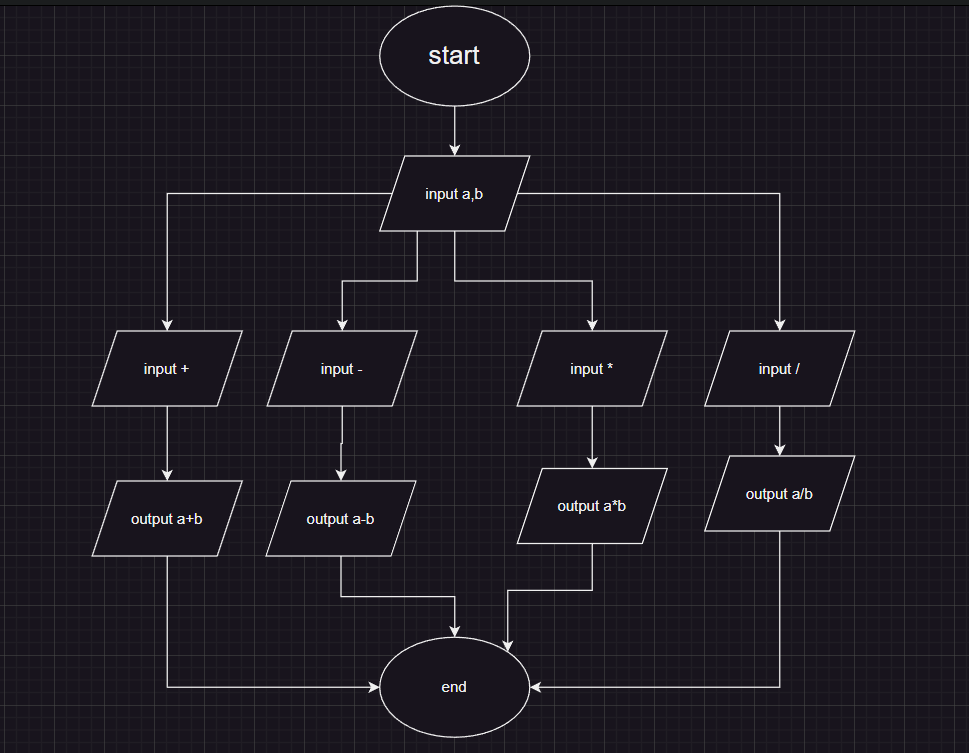 start
input a,b
input +
input -
input *
input /
output a+b
output a-b
output a*b
output a/b
end